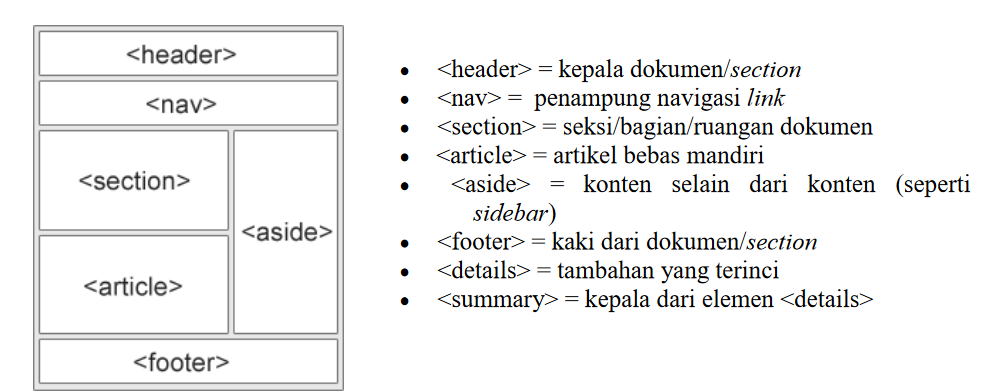 <header>
<nav>
<section>
<aside>
<article>
<footer>
• <header> = kepala dokumen/section
• <nav> = penampung navigasi link
• <section> = seksi/bagian/ruangan dokumen
• <article> = artikel bebas mandiri
• <aside> = konten selain dari konten (seperti
sidebar)
• <footer> = kaki dari dokumen/section
• <details> = tambahan yang terinci
• <summary> = kepala dari elemen <details>